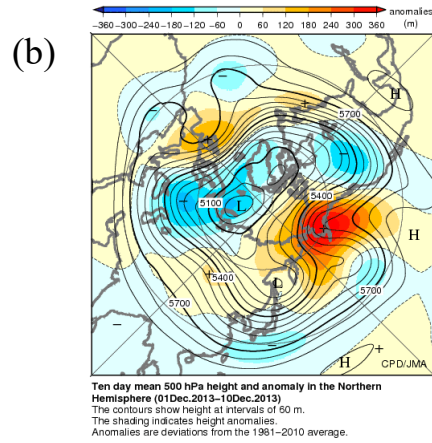 (b)
anomalies
−360 −300 −240 −180 −120 −60 0 60 120 180 240 300 360 (m)
− H
5700
− +
+
−
5100 − L 5400
+ H
5400 + L
5700 5700
− −
H +
CPD/JMA
Ten day mean 500 hPa height and anomaly in the Northern
Hemisphere (01Dec.2013–10Dec.2013)
The contours show height at intervals of 60 m.
The shading indicates height anomalies.
Anomalies are deviations from the 1981–2010 average.